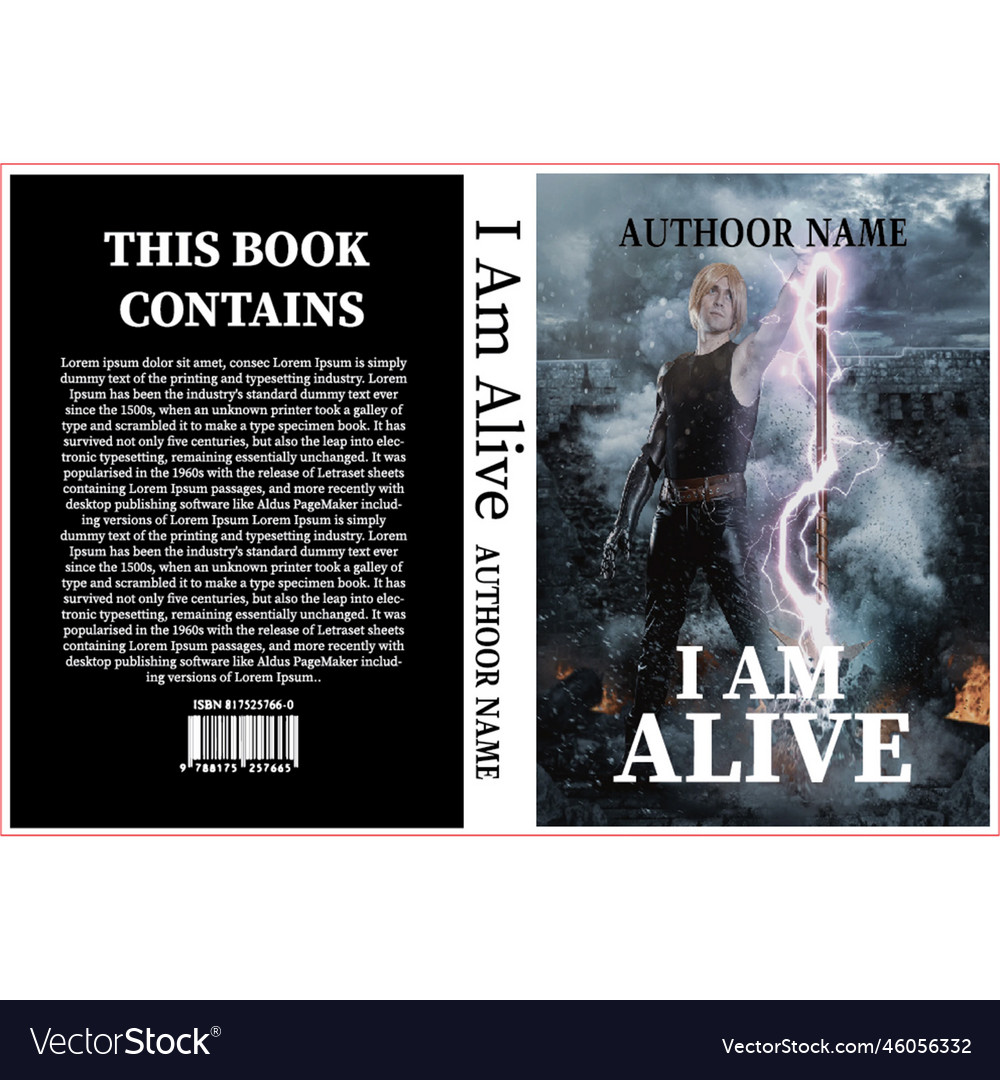 THIS BOOK
CONTAINS
Lorem ipsum dolor sit amet, consec Lorem Ipsum is simply
dummy text of the printing and typesetting industry. Lorem
Ipsum has been the industry's standard dummy text ever
since the 1500s, when an unknown printer took a galley of
type and scrambled it to make a type specimen book. It has
survived not only five centuries, but also the leap into elec-
tronic typesetting, remaining essentially unchanged. It was
popularised in the 1960s with the release of Letraset sheets
containing Lorem Ipsum passages, and more recently with
desktop publishing software like Aldus PageMaker includ-
ing versions of Lorem Ipsum Lorem Ipsum is simply
dummy text of the printing and typesetting industry. Lorem
Ipsum has been the industry's standard dummy text ever
since the 1500s, when an unknown printer took a galley of
type and scrambled it to make a type specimen book. It has
survived not only five centuries, but also the leap into elec-
tronic typesetting, remaining essentially unchanged. It was
popularised in the 1960s with the release of Letraset sheets
containing Lorem Ipsum passages, and more recently with
desktop publishing software like Aldus PageMaker includ-
ing versions of Lorem Ipsum..
ISBN 817525766-0
9 788175 257665
I Am Alive AUTHOOR NAME
AUTHOOR NAME
I AM
ALIVE
VectorStock®
VectorStock.com/46056332